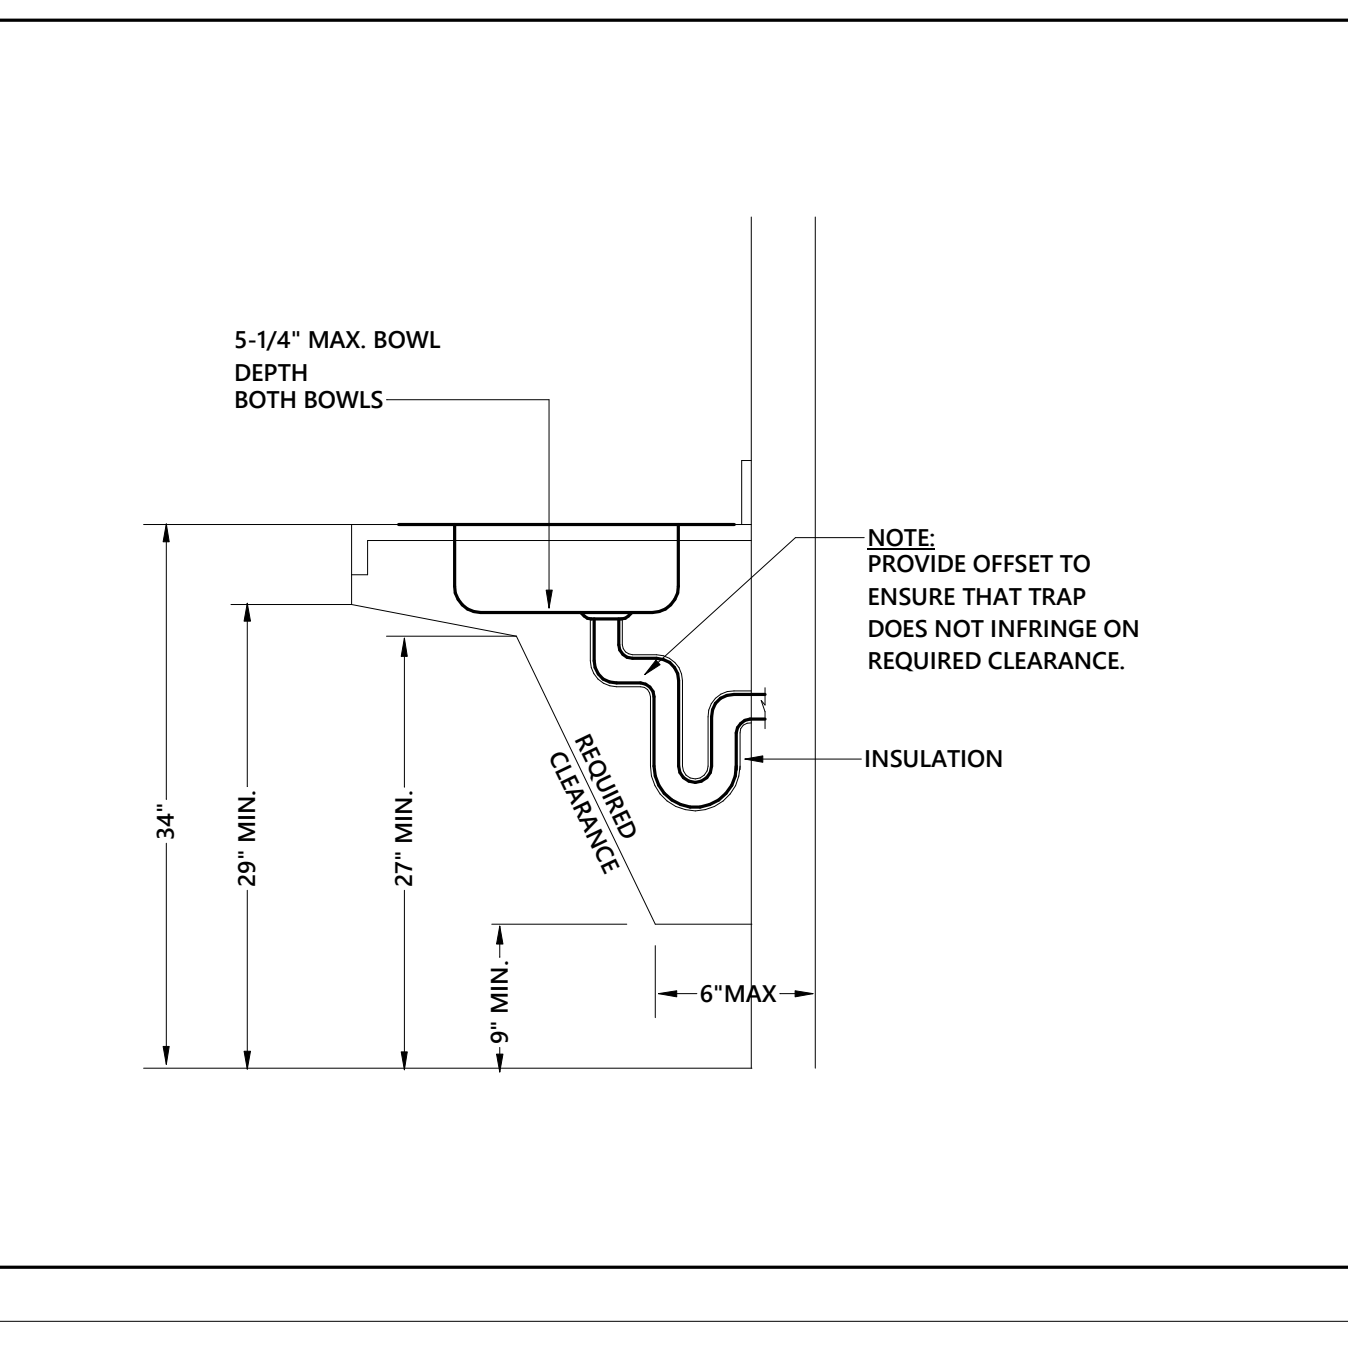 5-1/4" MAX. BOWL
DEPTH
BOTH BOWLS
NOTE:
PROVIDE OFFSET TO
ENSURE THAT TRAP
DOES NOT INFRINGE ON
REQUIRED CLEARANCE.
INSULATION
REQUIRED
CLEARANCE
34"
29" MIN.
27" MIN.
9" MIN.
6"MAX